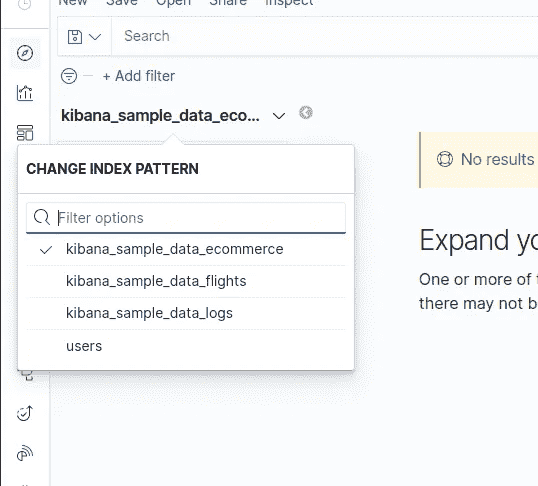 New Save Open Share Inspect
Search
+ Add filter
kibana_sample_data_eco...
CHANGE INDEX PATTERN
No results
Filter options
kibana_sample_data_ecommerce
Expand yo
kibana_sample_data_flights
One or more of t
kibana_sample_data_logs
there may not b
users